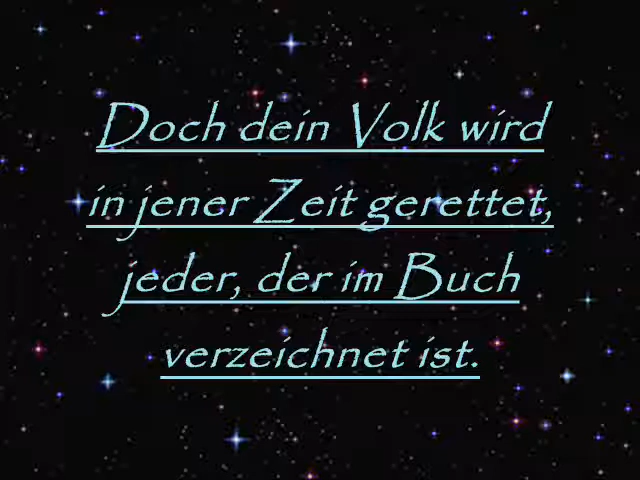 Doch dein Volk wird
in jener Zeit gerettet,
jeder, der im Buch
verzeichnet ist.